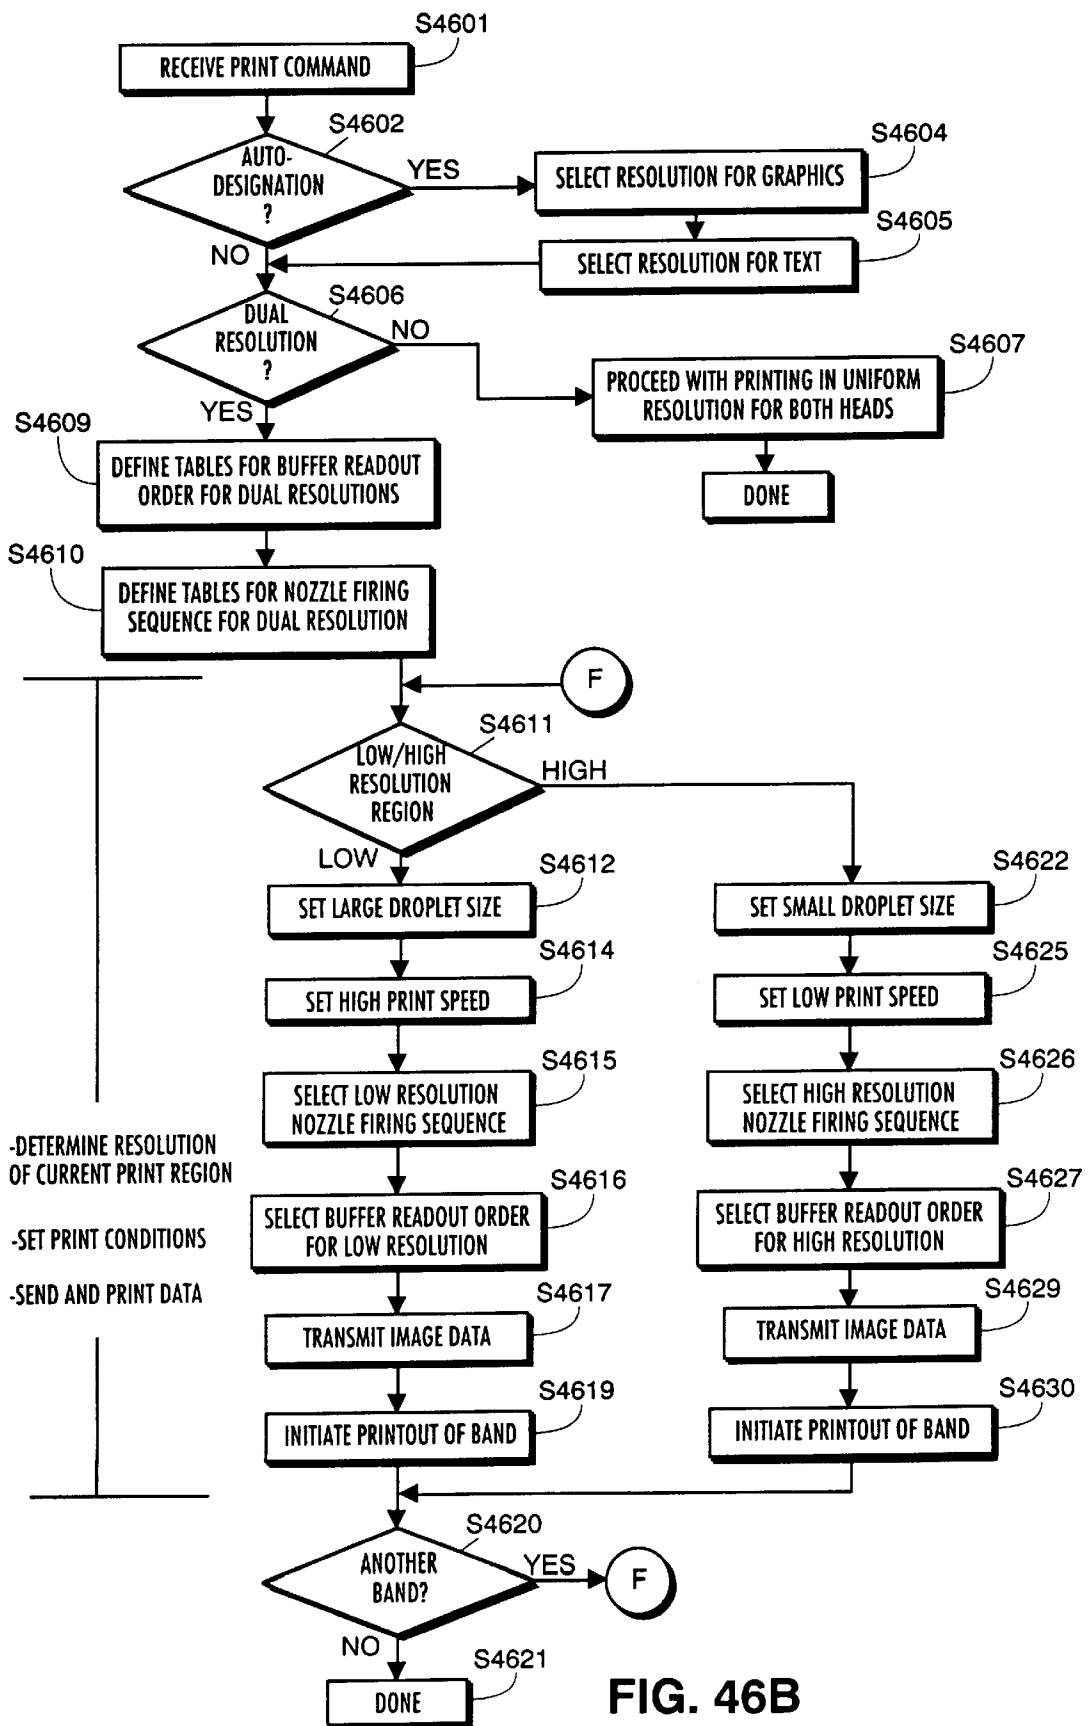 S4601
RECEIVE PRINT COMMAND
S4602
AUTO-
DESIGNATION
?
YES
S4604
SELECT RESOLUTION FOR GRAPHICS
S4605
SELECT RESOLUTION FOR TEXT
NO
S4606
DUAL
RESOLUTION
?
NO
S4607
PROCEED WITH PRINTING IN UNIFORM
RESOLUTION FOR BOTH HEADS
DONE
YES
S4609
DEFINE TABLES FOR BUFFER READOUT
ORDER FOR DUAL RESOLUTIONS
S4610
DEFINE TABLES FOR NOZZLE FIRING
SEQUENCE FOR DUAL RESOLUTION
F
S4611
LOW/HIGH
RESOLUTION
REGION
HIGH
LOW
S4612
SET LARGE DROPLET SIZE
S4614
SET HIGH PRINT SPEED
S4615
SELECT LOW RESOLUTION
NOZZLE FIRING SEQUENCE
S4616
SELECT BUFFER READOUT ORDER
FOR LOW RESOLUTION
S4617
TRANSMIT IMAGE DATA
S4619
INITIATE PRINTOUT OF BAND
S4622
SET SMALL DROPLET SIZE
S4625
SET LOW PRINT SPEED
S4626
SELECT HIGH RESOLUTION
NOZZLE FIRING SEQUENCE
S4627
SELECT BUFFER READOUT ORDER
FOR HIGH RESOLUTION
S4629
TRANSMIT IMAGE DATA
S4630
INITIATE PRINTOUT OF BAND
-DETERMINE RESOLUTION
OF CURRENT PRINT REGION
-SET PRINT CONDITIONS
-SEND AND PRINT DATA
S4620
ANOTHER
BAND?
YES
F
NO
S4621
DONE
FIG. 46B